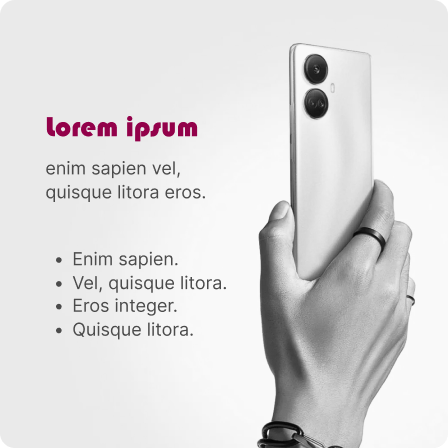 Lorem ipsum
enim sapien vel,
quisque litora eros.
• Enim sapien.
• Vel, quisque litora.
• Eros integer.
• Quisque litora.